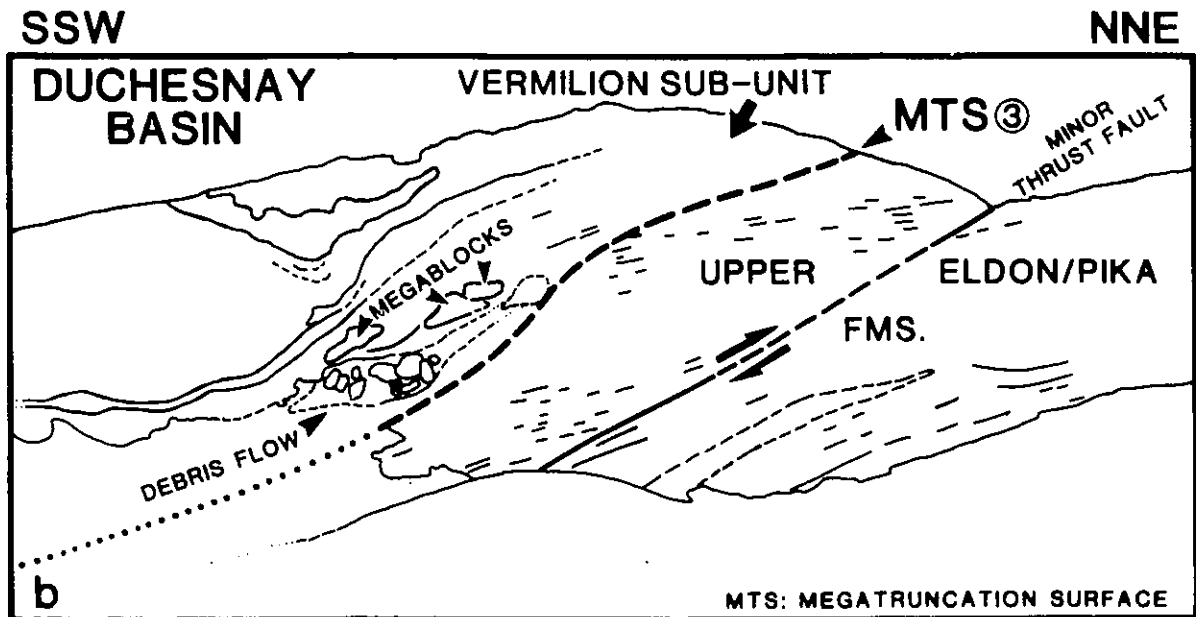 SSW
NNE
DUCHESNAY
BASIN
VERMILION SUB-UNIT
MTS③
MINOR
THRUST FAULT
MEGABLOCKS
UPPER
ELDON/PIKA
FMS.
DEBRIS FLOW
b
MTS: MEGATRUNCATION SURFACE